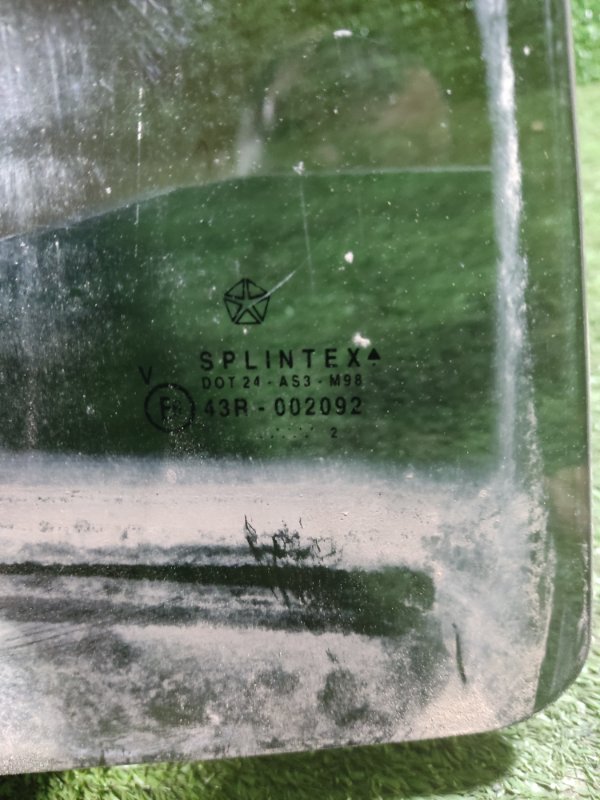 SPLINTEX▲
DOT 24 - AS3 - M98
V
43R - 002092
...... 2